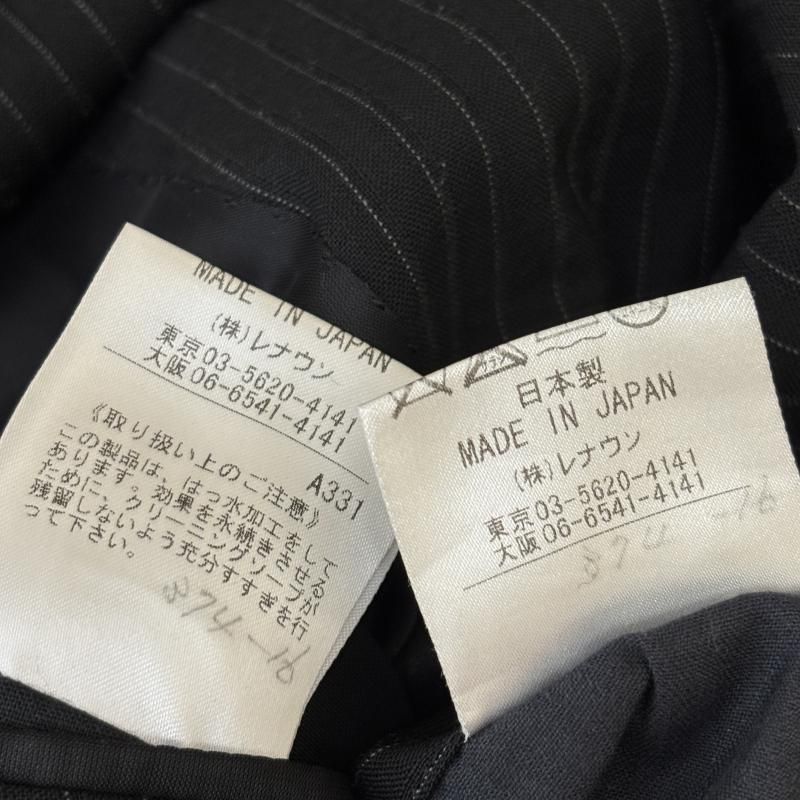 MADE IN JAPAN
(株)レナウン
東京03-5620-4141
大阪06-6541-4141
A331
《取り扱い上のご注意》
この製品は、はっ水加工をして
あります。効果を永続きさせる
ために、クリーニングソープが
残留しないよう充分すすぎを行
って下さい。
874-16
日本製
MADE IN JAPAN
(株)レナウン
東京03-5620-4141
大阪06-6541-4141
874-16